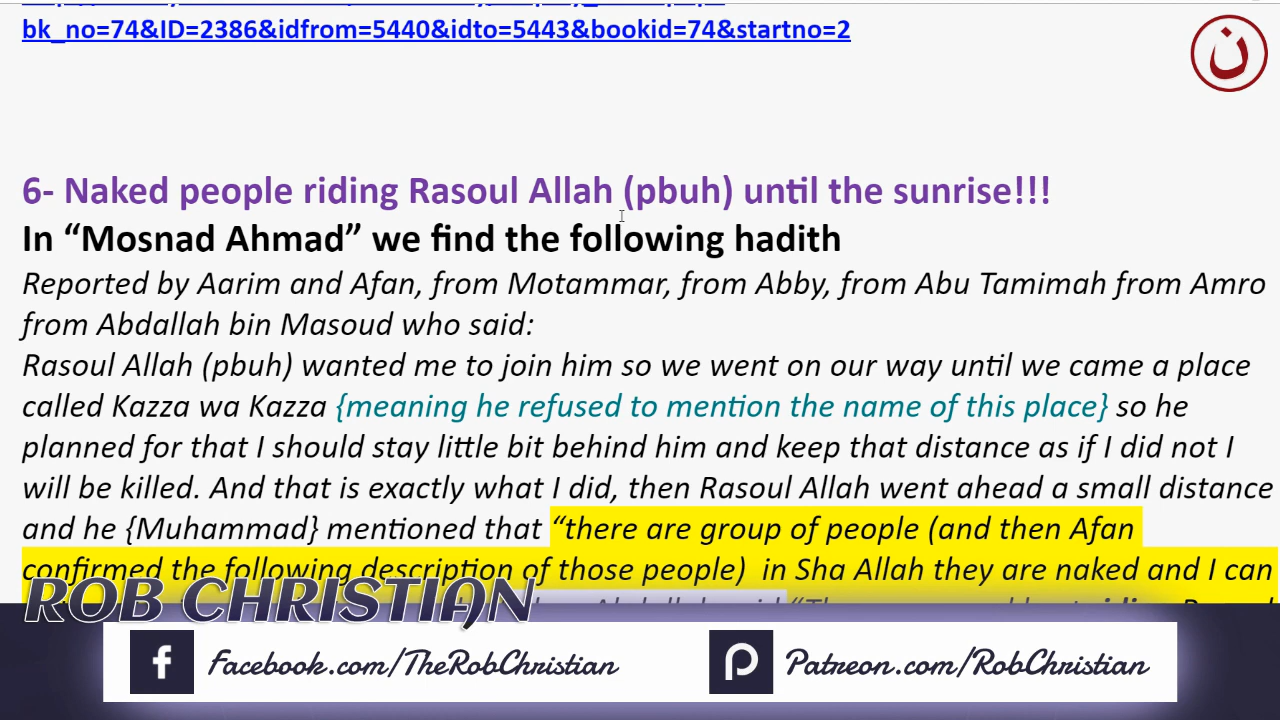 bk_no=74&ID=2386&idfrom=5440&idto=5443&bookid=74&startno=2
ن
6- Naked people riding Rasoul Allah (pbuh) until the sunrise!!!
In “Mosnad Ahmad” we find the following hadith
Reported by Aarim and Afan, from Motammar, from Abby, from Abu Tamimah from Amro
from Abdallah bin Masoud who said:
Rasoul Allah (pbuh) wanted me to join him so we went on our way until we came a place
called Kazza wa Kazza {meaning he refused to mention the name of this place} so he
planned for that I should stay little bit behind him and keep that distance as if I did not I
will be killed. And that is exactly what I did, then Rasoul Allah went ahead a small distance
and he {Muhammad} mentioned that “there are group of people (and then Afan
confirmed the following description of those people) in Sha Allah they are naked and I can
ROB CHRISTIAN
f Facebook.com/TheRobChristian
Patreon.com/RobChristian